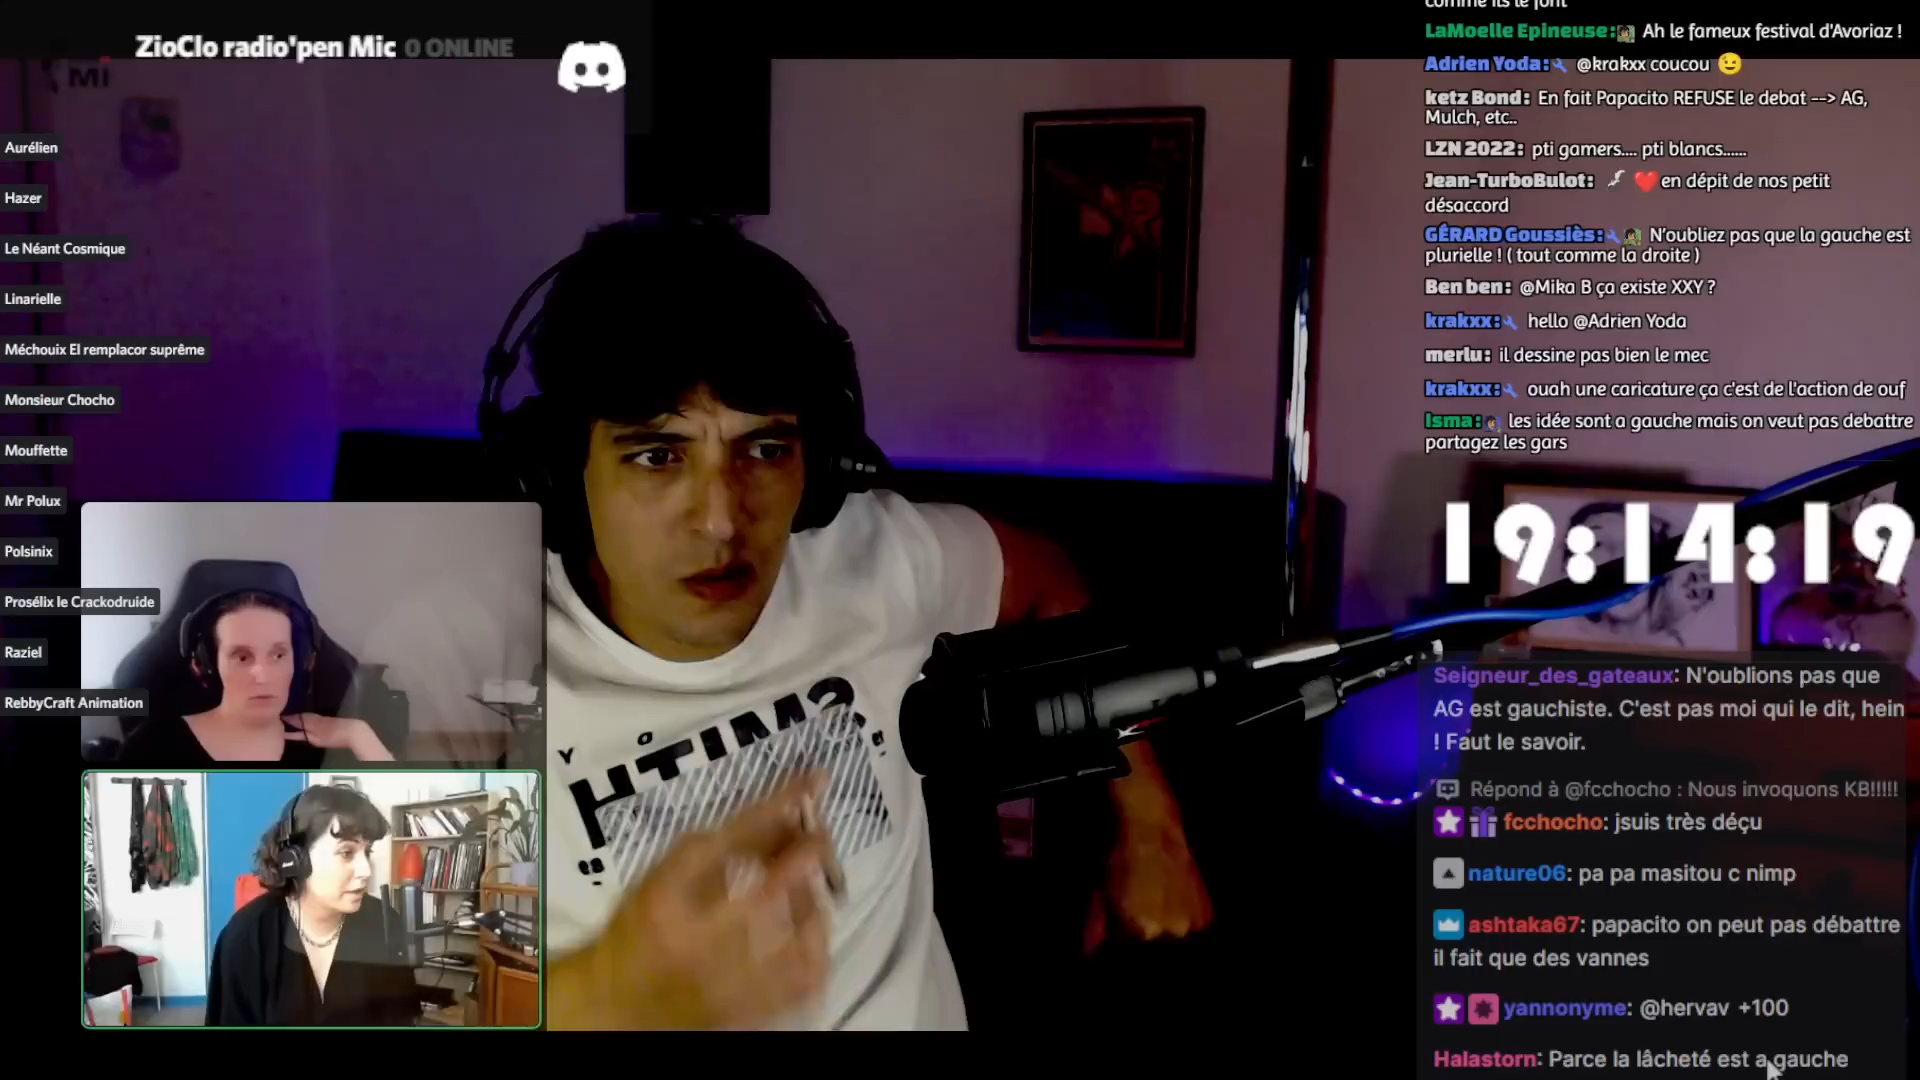 ZioClo radio'pen Mic 0 ONLINE
Mi
Aurélien
Hazer
Le Néant Cosmique
Linarielle
Méchouix El remplacor suprême
Monsieur Chocho
Mouffette
Mr Polux
Polsinix
Prosélix le Crackodruide
Raziel
RebbyCraft Animation
comme ils le font
LaMoelle Epineuse: Ah le fameux festival d'Avoriaz !
Adrien Yoda: @krakxx coucou 😉
ketz Bond: En fait Papacito REFUSE le debat --> AG,
Mulch, etc..
LZN 2022: pti gamers.... pti blancs......
Jean-TurboBulot: ❤️ en dépit de nos petit
désaccord
GÉRARD Goussiès: N'oubliez pas que la gauche est
plurielle ! ( tout comme la droite )
Ben ben: @Mika B ça existe XXY ?
krakxx: hello @Adrien Yoda
merlu: il dessine pas bien le mec
krakxx: ouah une caricature ça c'est de l'action de ouf
Isma: les idée sont a gauche mais on veut pas debattre
partagez les gars
19:14:19
Seigneur_des_gateaux: N'oublions pas que
AG est gauchiste. C'est pas moi qui le dit, hein
! Faut le savoir.
Répond à @fcchocho : Nous invoquons KB!!!!!
fcchocho: jsuis très déçu
nature06: pa pa masitou c nimp
ashtaka67: papacito on peut pas débattre
il fait que des vannes
yannonyme: @hervav +100
Halastorn: Parce la lâcheté est a gauche